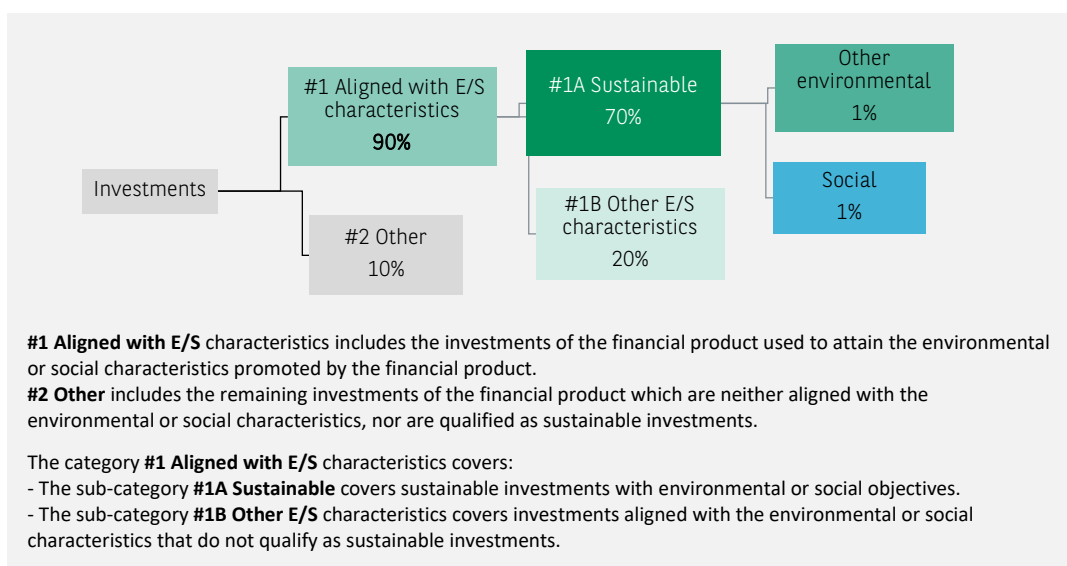 Investments
#1 Aligned with E/S
characteristics
90%
#2 Other
10%
#1A Sustainable
70%
#1B Other E/S
characteristics
20%
Other
environmental
1%
Social
1%
#1 Aligned with E/S characteristics includes the investments of the financial product used to attain the environmental
or social characteristics promoted by the financial product.
#2 Other includes the remaining investments of the financial product which are neither aligned with the
environmental or social characteristics, nor are qualified as sustainable investments.
The category #1 Aligned with E/S characteristics covers:
- The sub-category #1A Sustainable covers sustainable investments with environmental or social objectives.
- The sub-category #1B Other E/S characteristics covers investments aligned with the environmental or social
characteristics that do not qualify as sustainable investments.